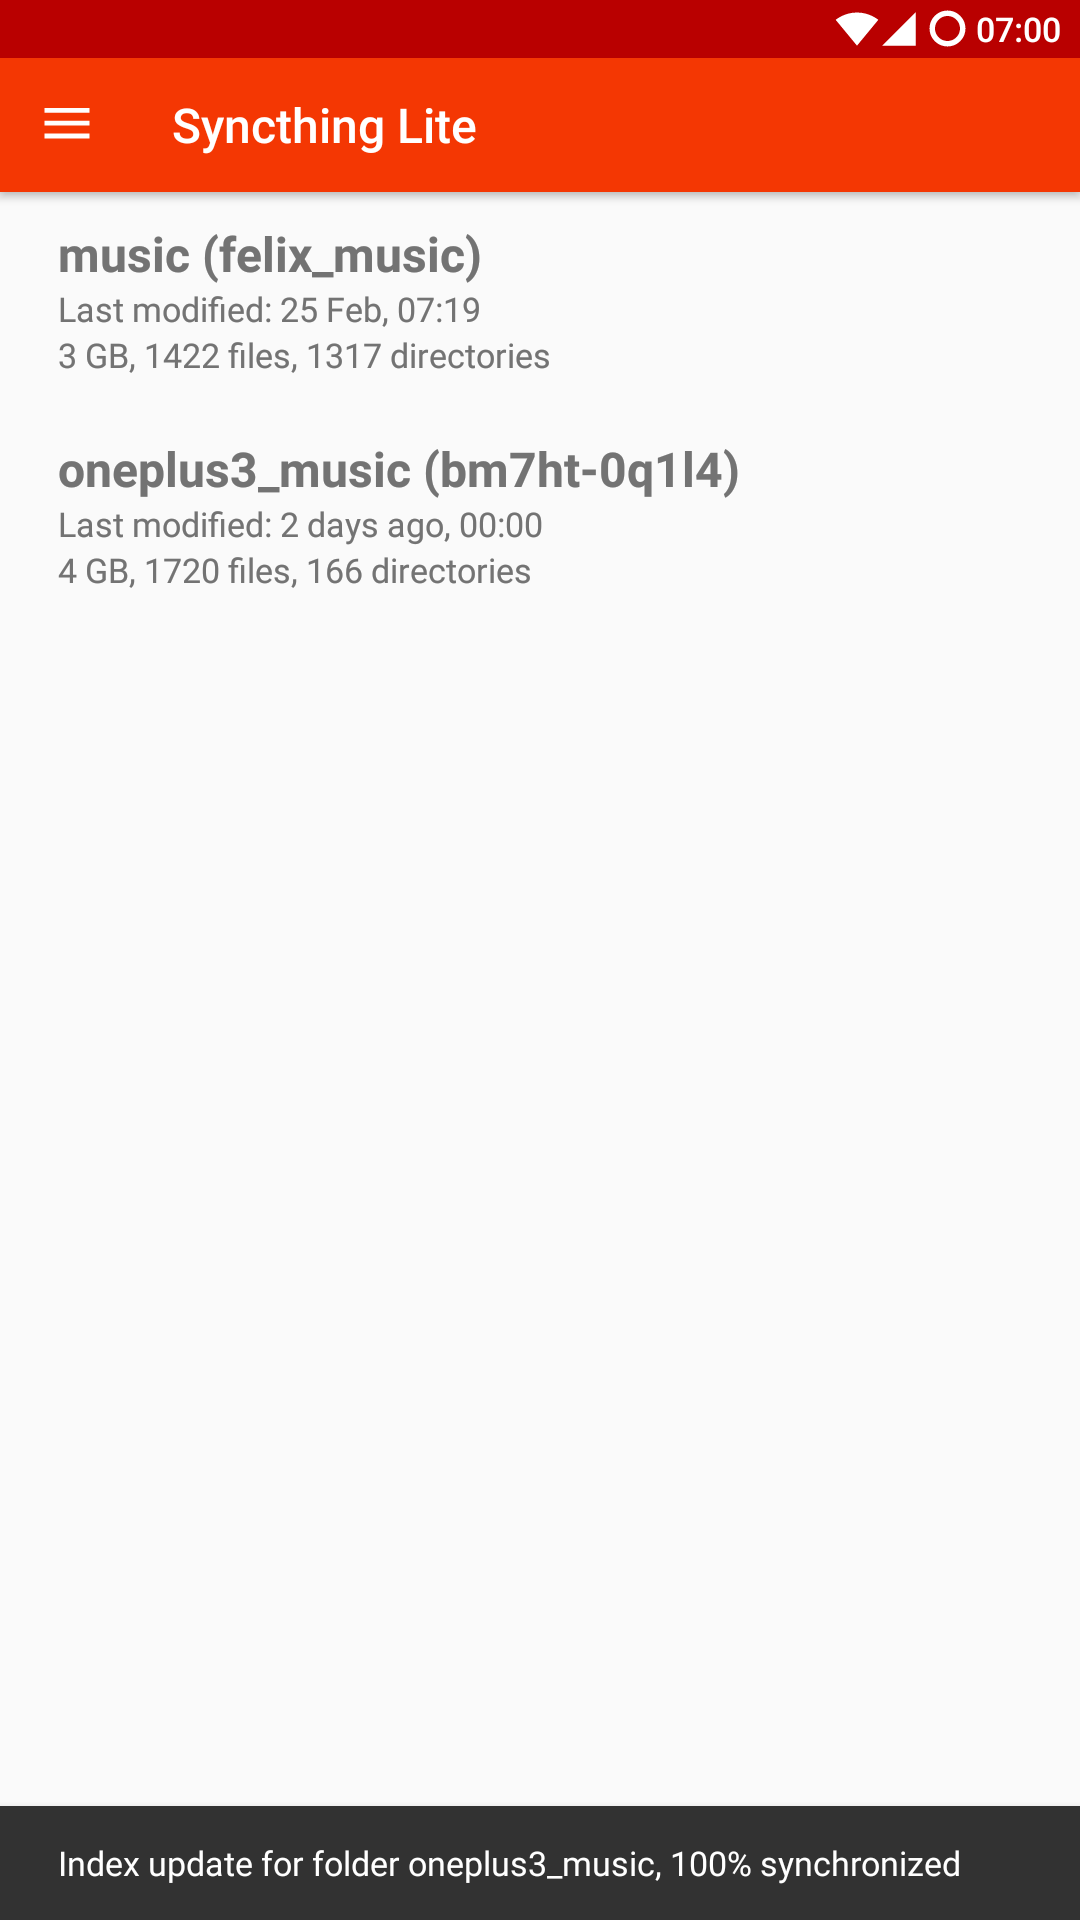 07:00
Syncthing Lite
music (felix_music)
Last modified: 25 Feb, 07:19
3 GB, 1422 files, 1317 directories
oneplus3_music (bm7ht-0q1l4)
Last modified: 2 days ago, 00:00
4 GB, 1720 files, 166 directories
Index update for folder oneplus3_music, 100% synchronized